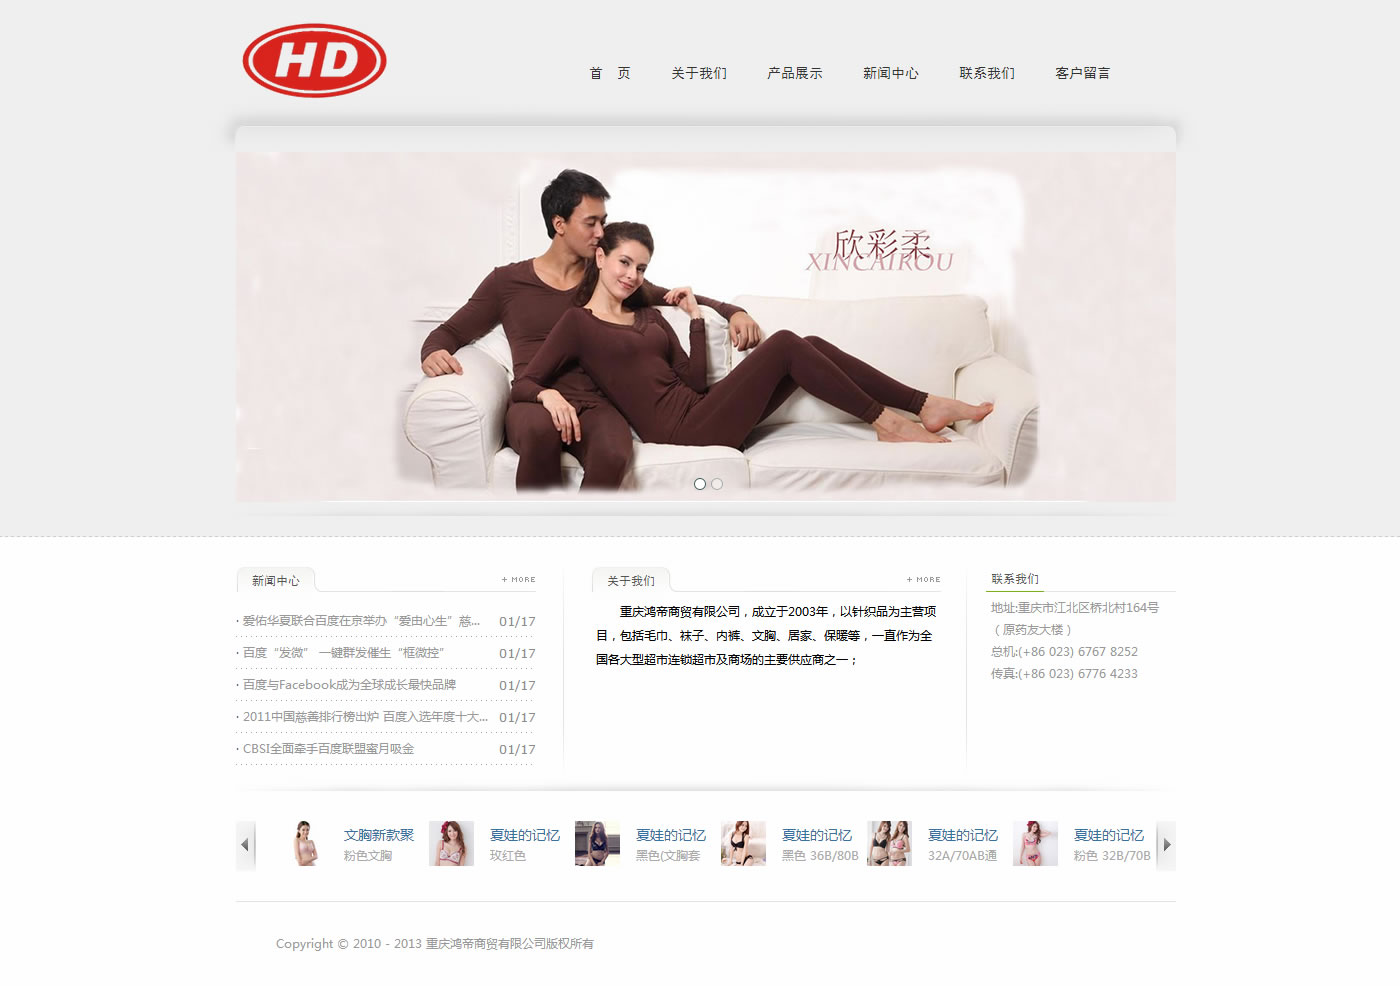 HD
首　页 关于我们 产品展示 新闻中心 联系我们 客户留言
欣彩柔
XINCAIROU
新闻中心 + MORE
· 爱佑华夏联合百度在京举办“爱由心生”慈... 01/17
· 百度“发微” 一键群发催生“框微控” 01/17
· 百度与Facebook成为全球成长最快品牌 01/17
· 2011中国慈善排行榜出炉 百度入选年度十大... 01/17
· CBSI全面牵手百度联盟蜜月吸金 01/17
关于我们 + MORE
重庆鸿帝商贸有限公司，成立于2003年，以针织品为主营项
目，包括毛巾、袜子、内裤、文胸、居家、保暖等，一直作为全
国各大型超市连锁超市及商场的主要供应商之一；
联系我们
地址:重庆市江北区桥北村164号
（原药友大楼）
总机:(+86 023) 6767 8252
传真:(+86 023) 6776 4233
文胸新款聚 夏娃的记忆 夏娃的记忆 夏娃的记忆 夏娃的记忆 夏娃的记忆
粉色文胸 玫红色 黑色(文胸套 黑色 36B/80B 32A/70AB通 粉色 32B/70B
Copyright © 2010 - 2013 重庆鸿帝商贸有限公司版权所有